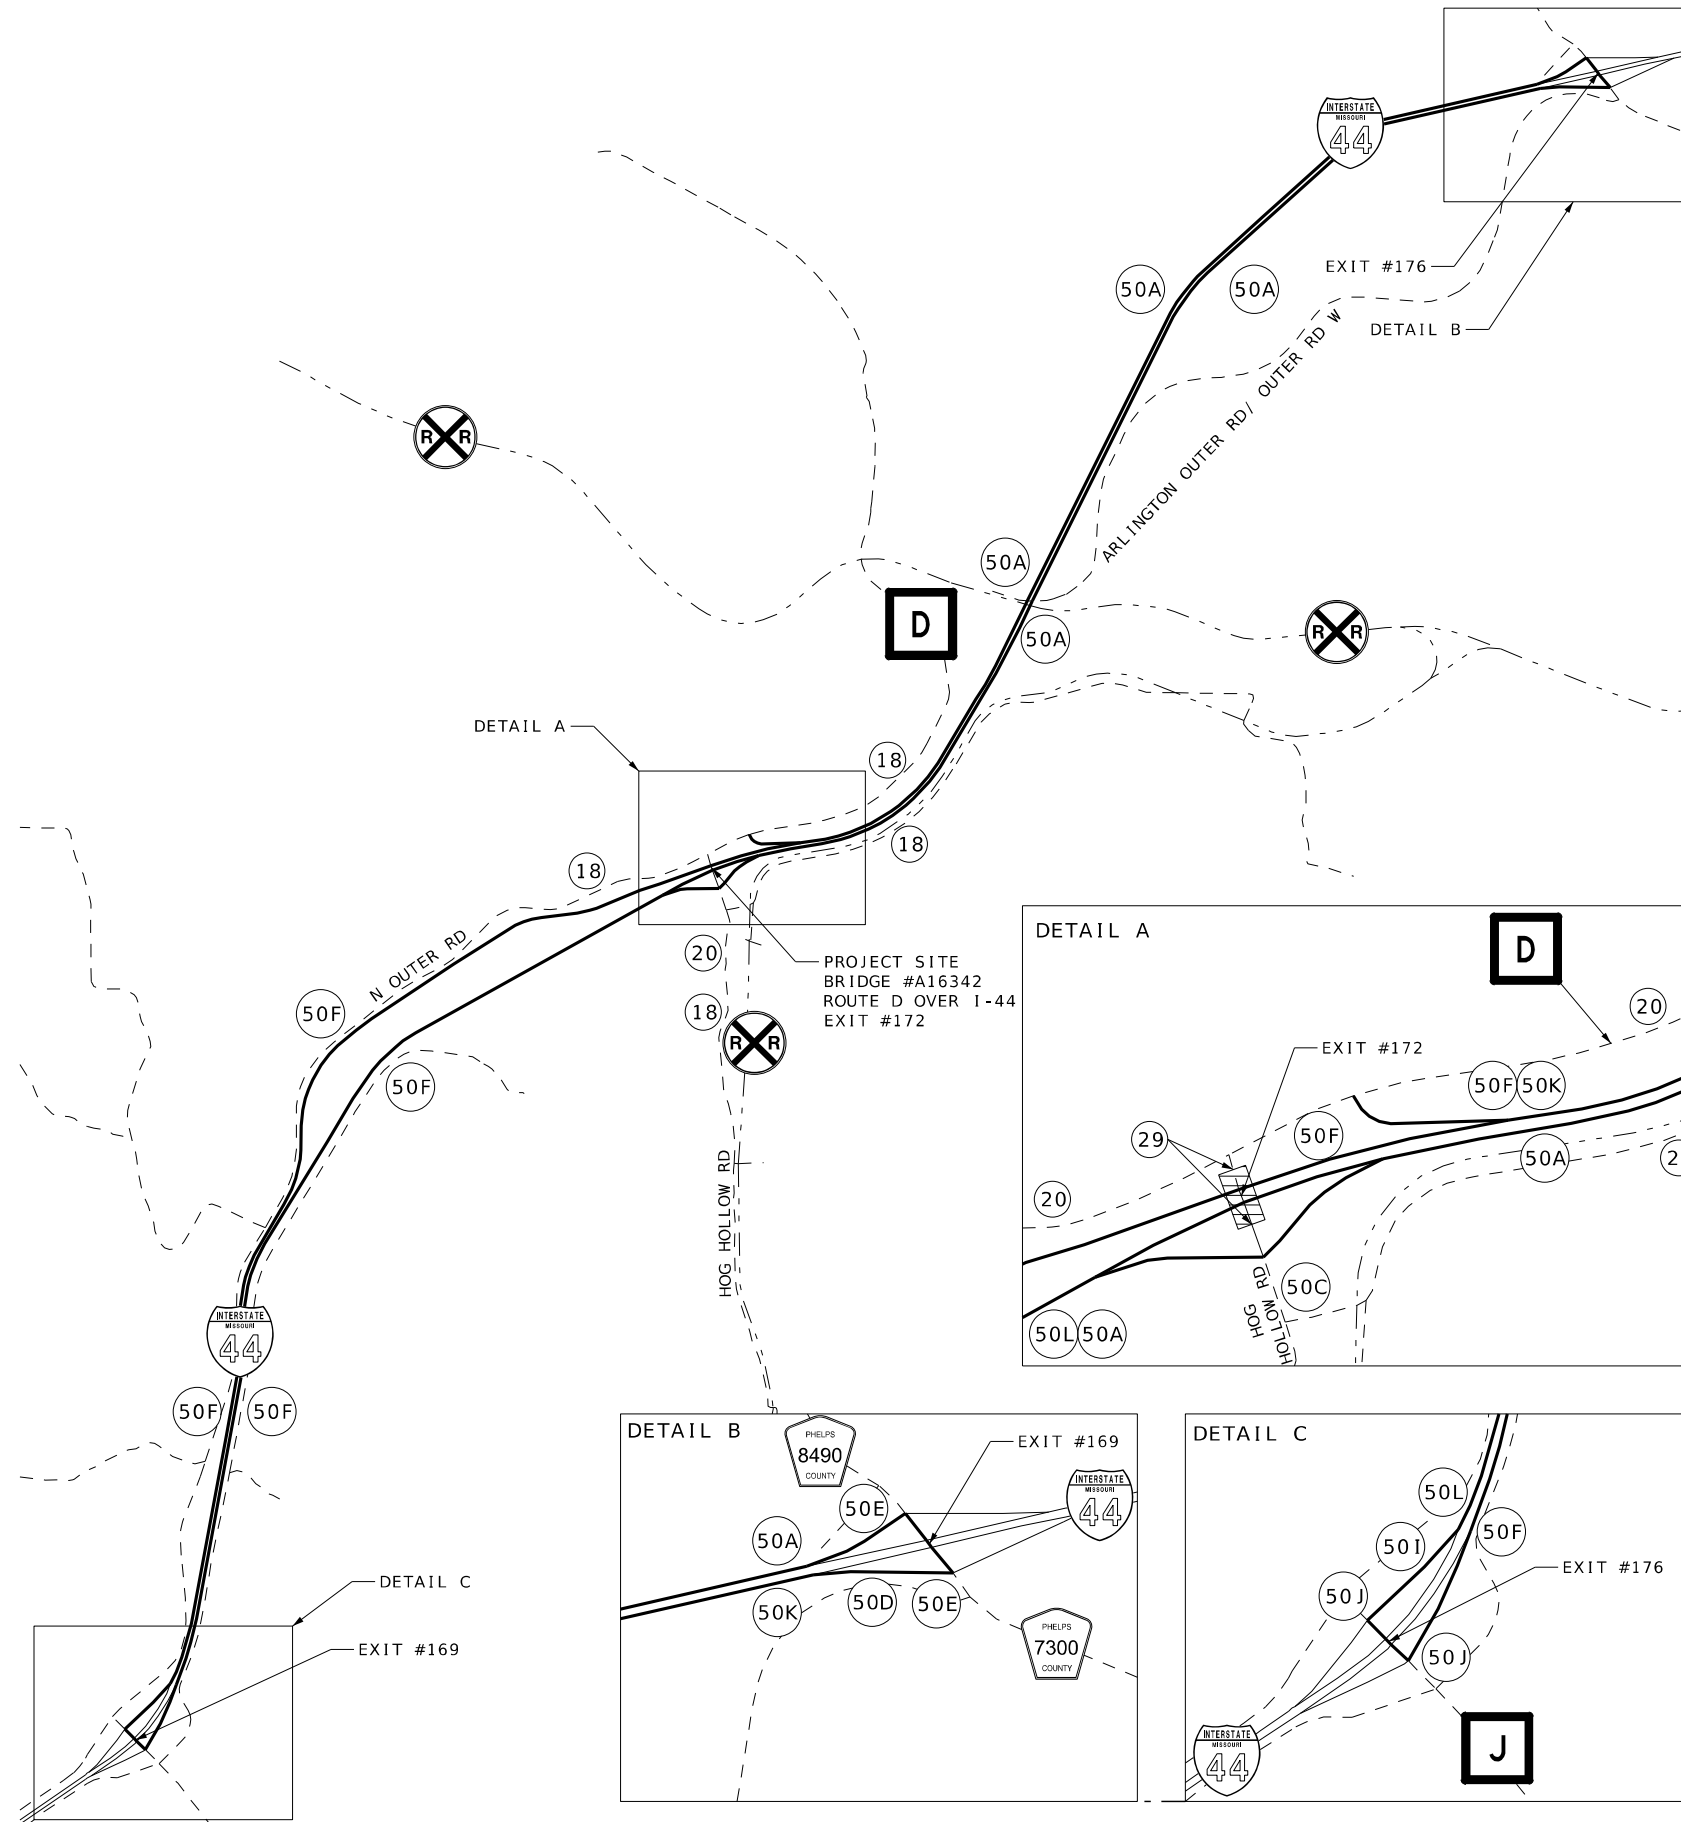 INTERSTATE
MISSOURI
44
EXIT #176
DETAIL B
50A
50A
ARLINGTON OUTER RD/ OUTER RD W
R R
50A
50A
D
R R
DETAIL A
18
18
18
N OUTER RD
20
18
R R
PROJECT SITE
BRIDGE #A16342
ROUTE D OVER I-44
EXIT #172
50F
50F
HOG HOLLOW RD
INTERSTATE
MISSOURI
44
50F
50F
DETAIL C
EXIT #169
DETAIL A
D
20
EXIT #172
50F
50K
29
50F
50A
2
20
50L
50A
HOG
HOLLOW RD
50C
DETAIL B
PHELPS
8490
COUNTY
EXIT #169
INTERSTATE
MISSOURI
44
50E
50A
50K
50D
50E
PHELPS
7300
COUNTY
DETAIL C
50L
50F
50I
EXIT #176
50J
50J
INTERSTATE
MISSOURI
44
J